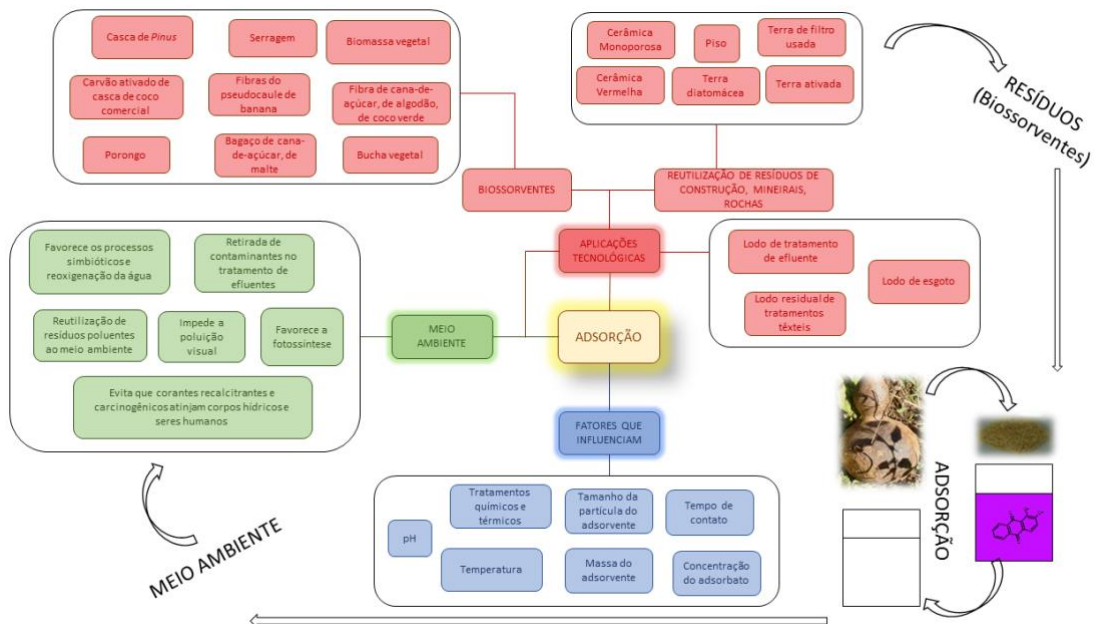 Casca de Pinus
Serragem
Biomassa vegetal
Carvão ativado de
casca de coco
comercial
Fibras do
pseudocaule de
banana
Fibra de cana-de-
açúcar, de algodão,
de coco verde
Porongo
Bagaço de cana-
de-açúcar, de
malte
Bucha vegetal
Cerâmica
Monoporosa
Piso
Terra de filtro
usada
Cerâmica
Vermelha
Terra
diatomácea
Terra ativada
RESÍDUOS
(Biossorventes)
BIOSSORVENTES
REUTILIZAÇÃO DE RESÍDUOS DE
CONSTRUÇÃO, MINEIRAIS,
ROCHAS
APLICAÇÕES
TECNOLÓGICAS
Lodo de tratamento
de efluente
Lodo de esgoto
Lodo residual de
tratamentos
têxteis
Favorece os processos
simbióticos e
reoxigenação da água
Retirada de
contaminantes no
tratamento de
efluentes
Reutilização de
resíduos poluentes
ao meio ambiente
Impede a
poluição
visual
Favorece a
fotossíntese
Evita que corantes recalcitrantes e
carcinogênicos atinjam corpos hídricos e
seres humanos
MEIO
AMBIENTE
ADSORÇÃO
FATORES QUE
INFLUENCIAM
pH
Tratamentos
químicos e
térmicos
Tamanho da
partícula do
adsorvente
Tempo de
contato
Temperatura
Massa do
adsorvente
Concentração
do adsorbato
ADSORÇÃO
MEIO AMBIENTE